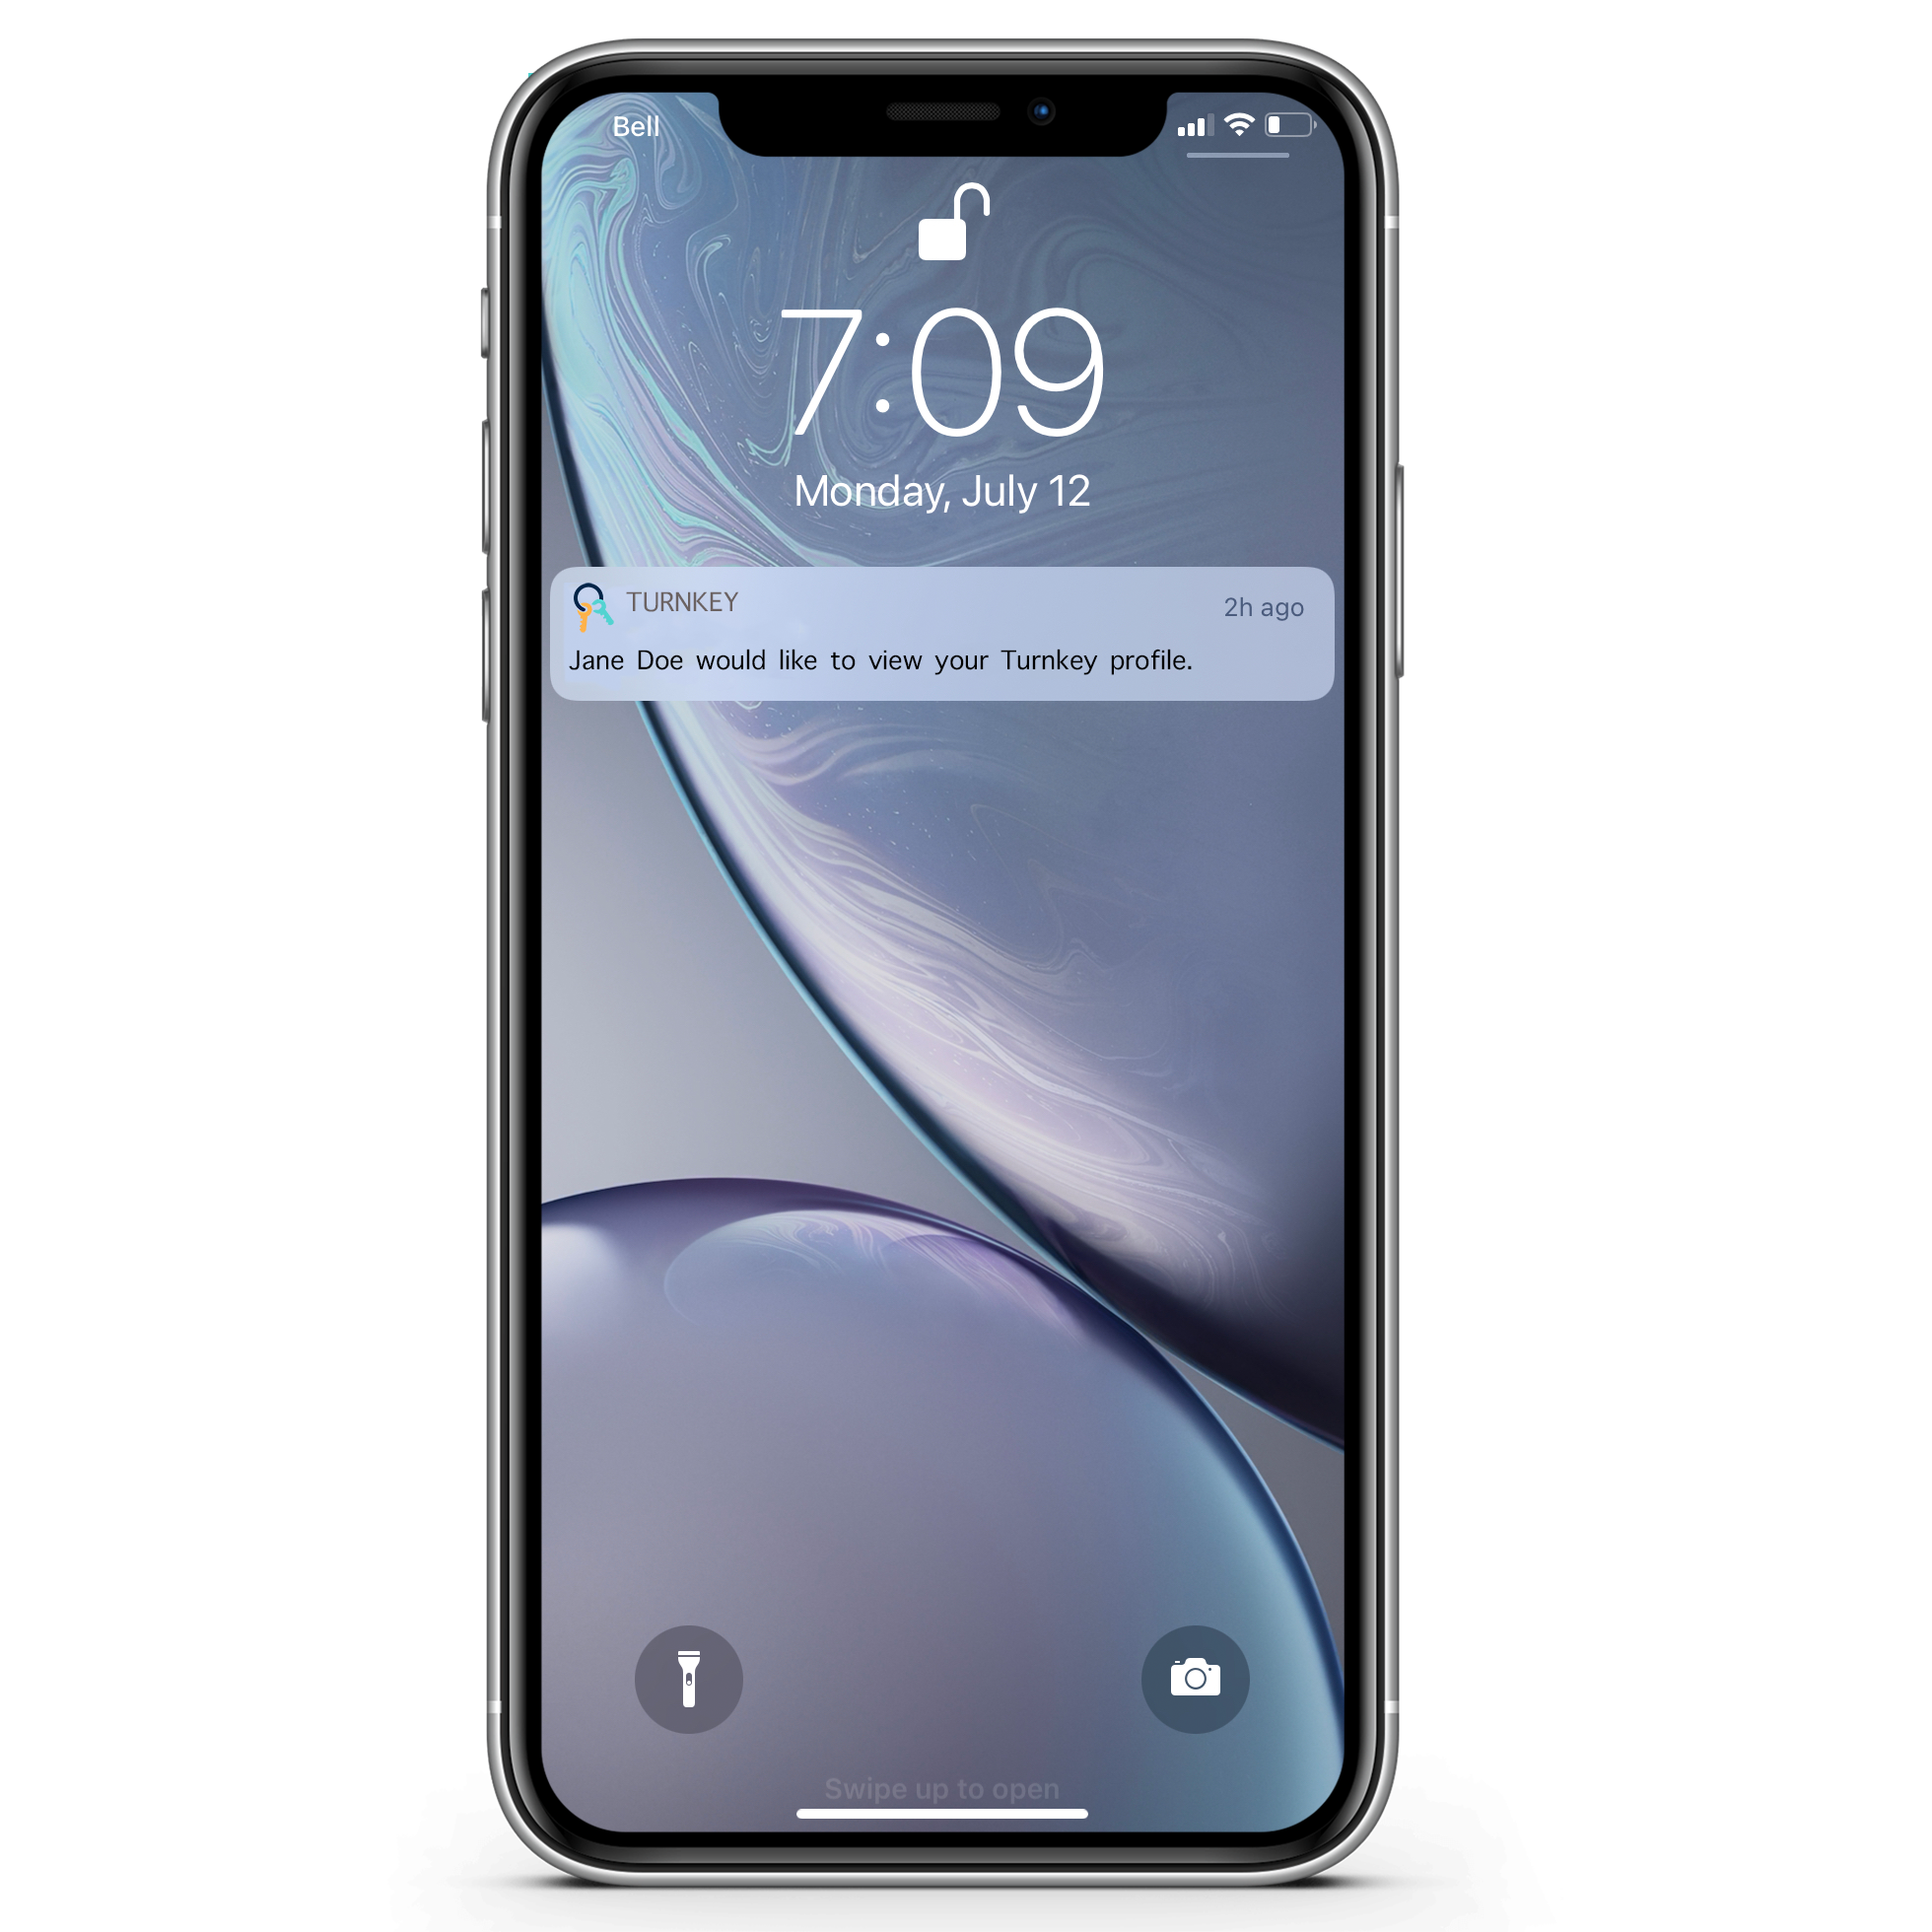 Bell
7:09
Monday, July 12
TURNKEY
2h ago
Jane Doe would like to view your Turnkey profile.
Swipe up to open